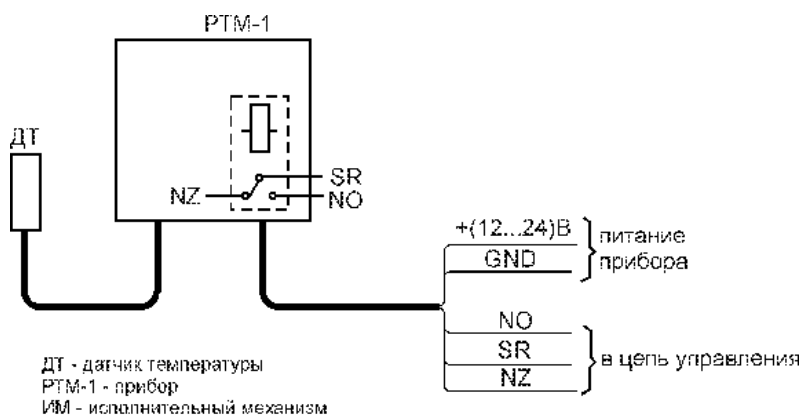 РТМ-1
ДТ
SR
NZ
NO
+(12...24)В
GND
питание
прибора
NO
SR
NZ
в цепь управления
ДТ - датчик температуры
РТМ-1 - прибор
ИМ - исполнительный механизм